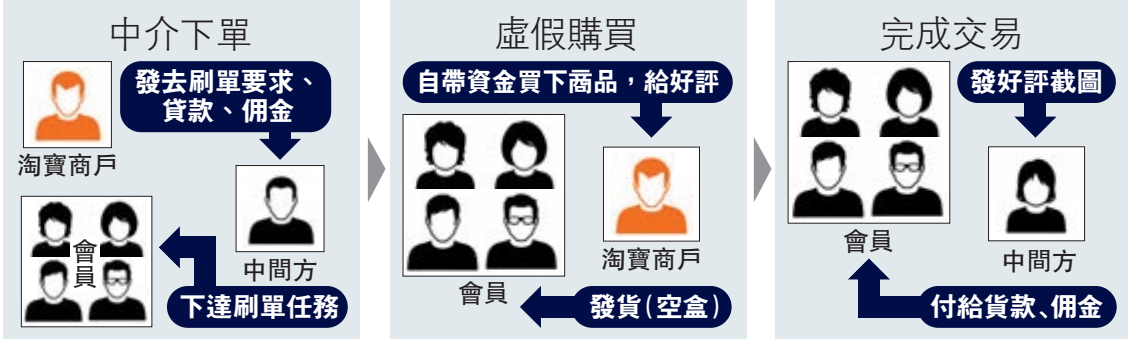 中介下單
發去刷單要求、
貸款、佣金
淘寶商戶
中間方
會員
下達刷單任務
虛假購買
自帶資金買下商品，給好評
淘寶商戶
會員
發貨（空盒）
完成交易
發好評截圖
會員
中間方
付給貨款、佣金